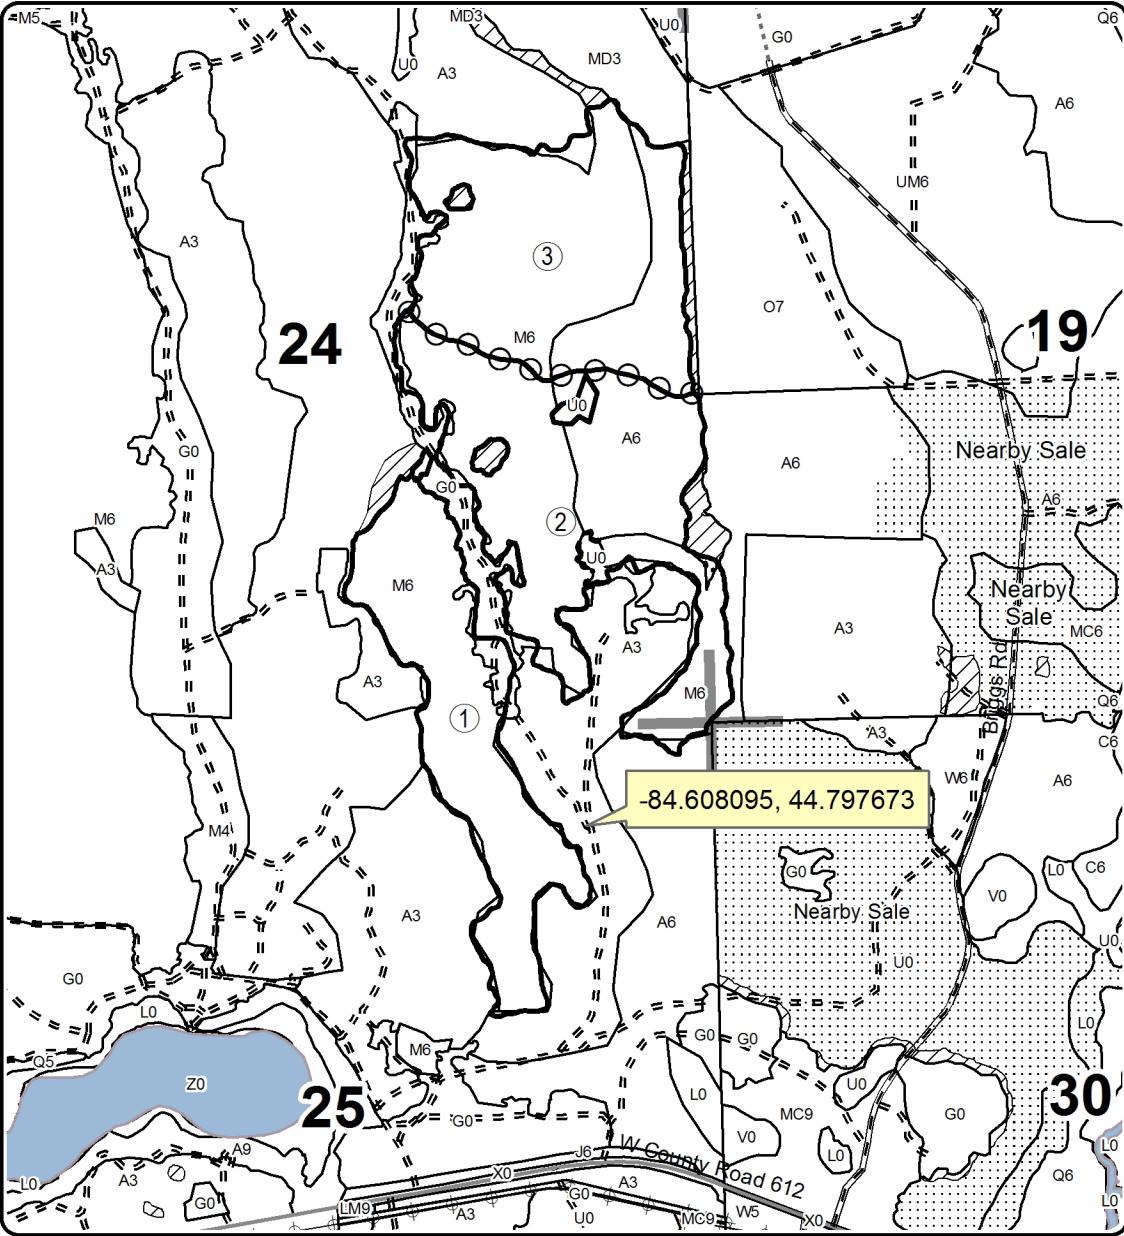 M5
MD3
U0
G0
Q6
U0
A3
MD3
A6
UM6
A3
3
O7
24
M6
19
U0
A6
G0
A6
Nearby Sale
G0
A6
M6
2
A3
U0
M6
Nearby
Sale
A3
A3
MC6
A3
M6
Briggs Rd
Q6
1
A3
C6
W6
A6
-84.608095, 44.797673
M4
G0
L0
C6
V0
A3
A6
Nearby Sale
U0
U0
G0
L0
L0
G0
G0
M6
Q5
Z0
U0
25
L0
30
G0
MC9
G0
V0
L0
L0
A9
J6
W County Road 612
A3
X0
A3
Q6
L0
G0
LM9
A3
G0
U0
MC9
W5
X0
L0